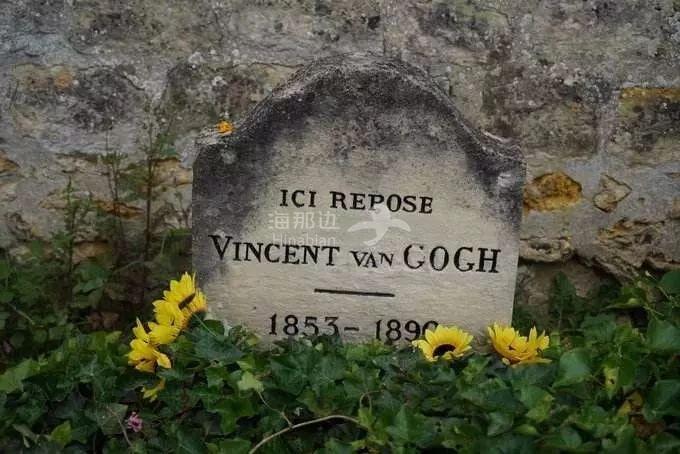 ICI REPOSE
海那边
VINCENT VAN GOGH
1853-1890